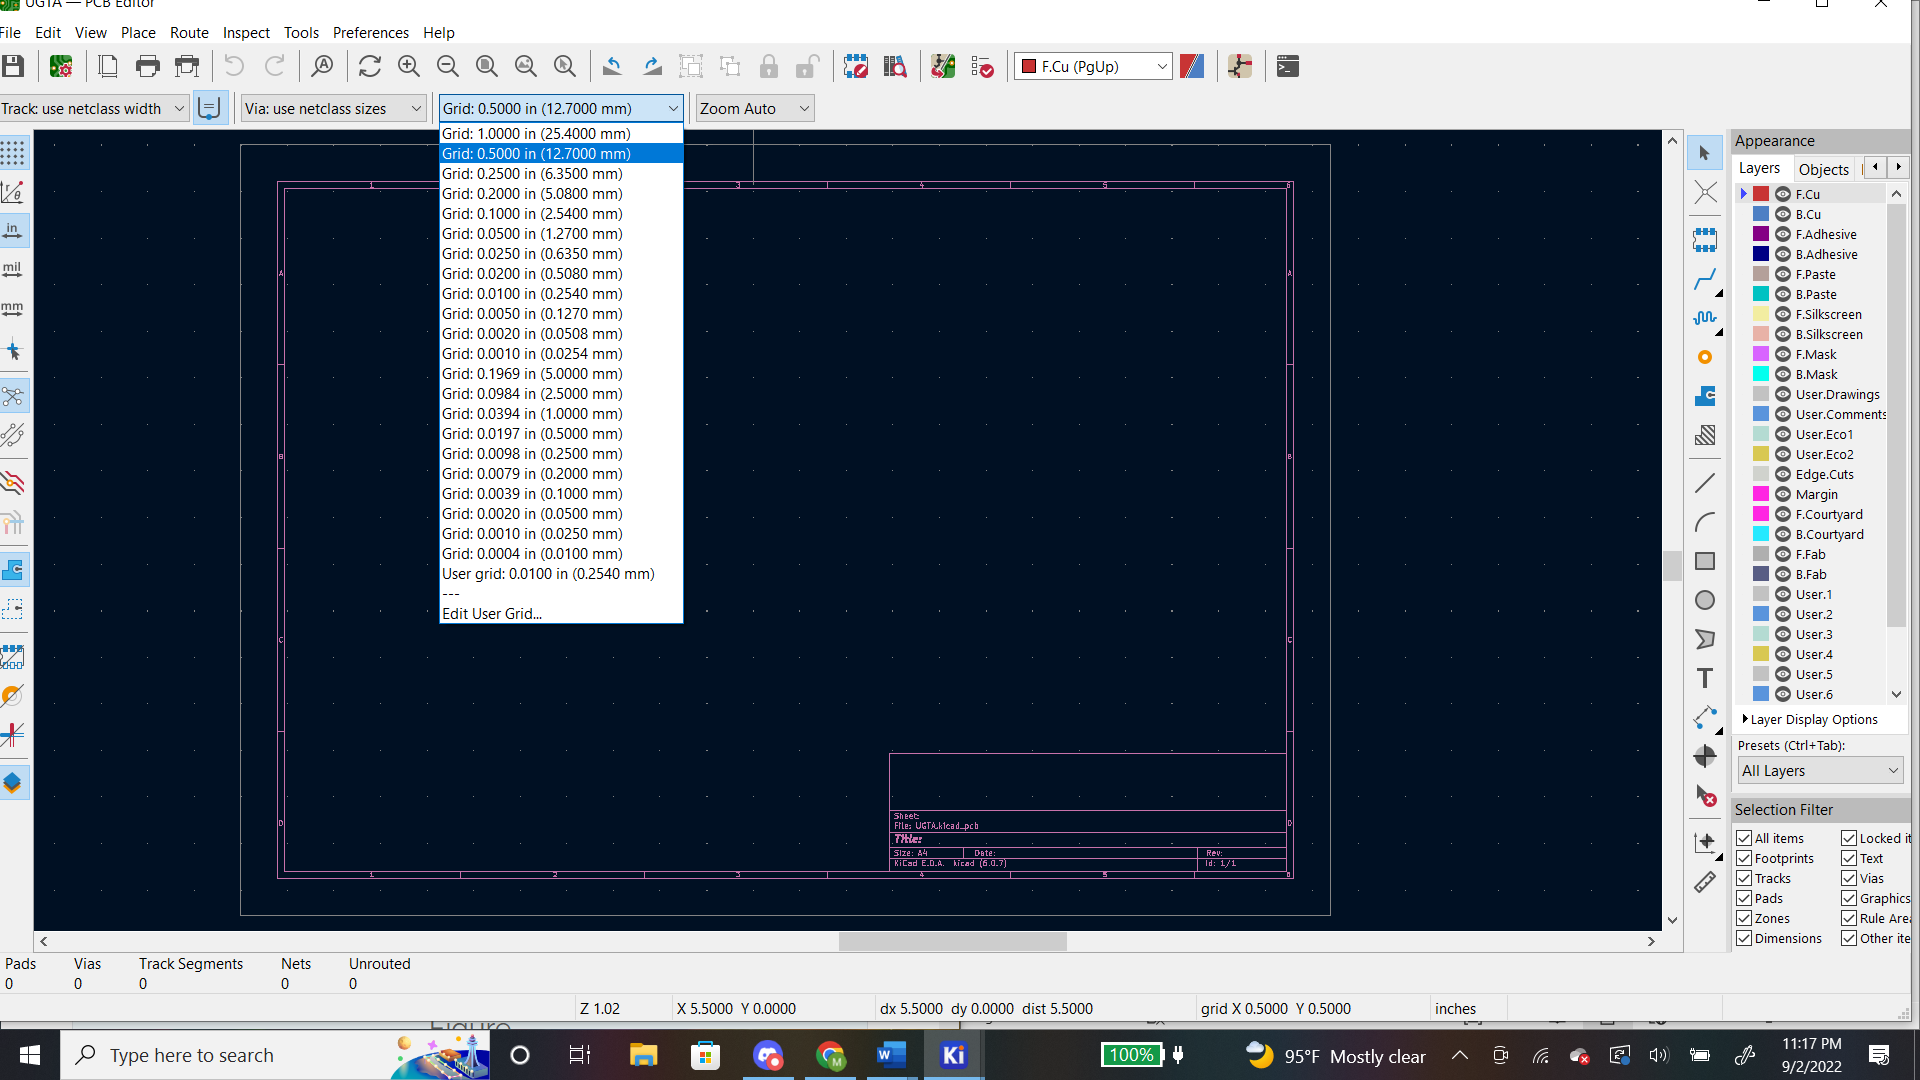 UGTA — PCB Editor
File Edit View Place Route Inspect Tools Preferences Help
F.Cu (PgUp)
Track: use netclass width
Via: use netclass sizes
Grid: 0.5000 in (12.7000 mm)
Zoom Auto
Grid: 1.0000 in (25.4000 mm)
Grid: 0.5000 in (12.7000 mm)
Grid: 0.2500 in (6.3500 mm)
Grid: 0.2000 in (5.0800 mm)
Grid: 0.1000 in (2.5400 mm)
Grid: 0.0500 in (1.2700 mm)
Grid: 0.0250 in (0.6350 mm)
Grid: 0.0200 in (0.5080 mm)
Grid: 0.0100 in (0.2540 mm)
Grid: 0.0050 in (0.1270 mm)
Grid: 0.0020 in (0.0508 mm)
Grid: 0.0010 in (0.0254 mm)
Grid: 0.1969 in (5.0000 mm)
Grid: 0.0984 in (2.5000 mm)
Grid: 0.0394 in (1.0000 mm)
Grid: 0.0197 in (0.5000 mm)
Grid: 0.0098 in (0.2500 mm)
Grid: 0.0079 in (0.2000 mm)
Grid: 0.0039 in (0.1000 mm)
Grid: 0.0020 in (0.0500 mm)
Grid: 0.0010 in (0.0250 mm)
Grid: 0.0004 in (0.0100 mm)
User grid: 0.0100 in (0.2540 mm)
---
Edit User Grid...
in
mil
mm
1 3 4 5 6
A A
B B
C C
D D
1 2 3 4 5 6
Sheet:
File: UGTA.kicad_pcb
Title:
Size: A4 Date: Rev:
KiCad E.D.A. kicad (6.0.7) Id: 1/1
Appearance
Layers Objects
F.Cu
B.Cu
F.Adhesive
B.Adhesive
F.Paste
B.Paste
F.Silkscreen
B.Silkscreen
F.Mask
B.Mask
User.Drawings
User.Comments
User.Eco1
User.Eco2
Edge.Cuts
Margin
F.Courtyard
B.Courtyard
F.Fab
B.Fab
User.1
User.2
User.3
User.4
User.5
User.6
Layer Display Options
Presets (Ctrl+Tab):
All Layers
Selection Filter
All items Locked it
Footprints Text
Tracks Vias
Pads Graphics
Zones Rule Are
Dimensions Other ite
Pads Vias Track Segments Nets Unrouted
0 0 0 0 0
Z 1.02 X 5.5000 Y 0.0000 dx 5.5000 dy 0.0000 dist 5.5000 grid X 0.5000 Y 0.5000 inches
Type here to search
Ki
100%
95°F Mostly clear
11:17 PM
9/2/2022